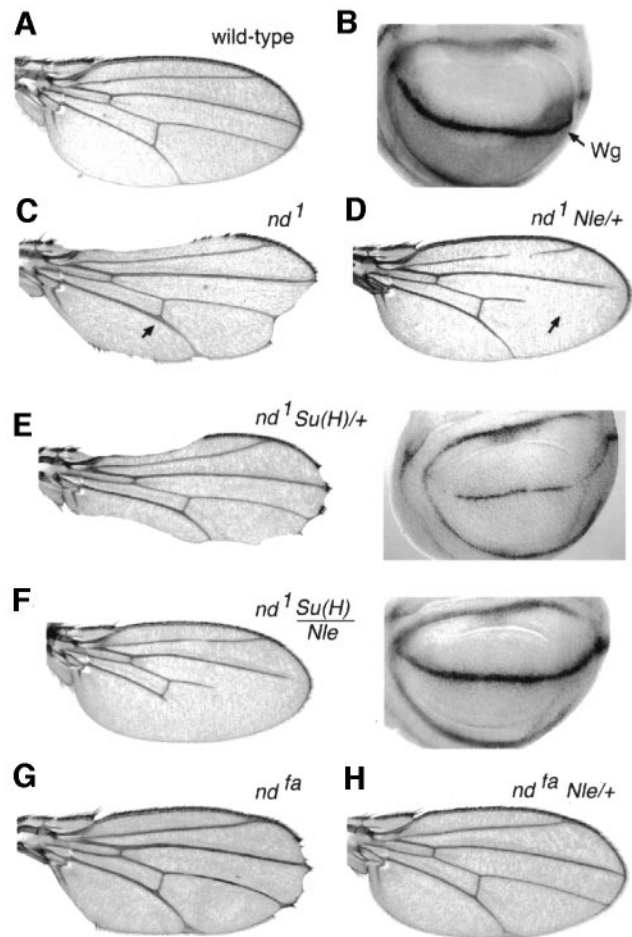 A
wild-type
B
Wg
C
nd 1
D
nd 1 Nle/+
E
nd 1 Su(H)/+
F
nd 1 Su(H)
Nle
G
nd fa
H
nd fa Nle/+